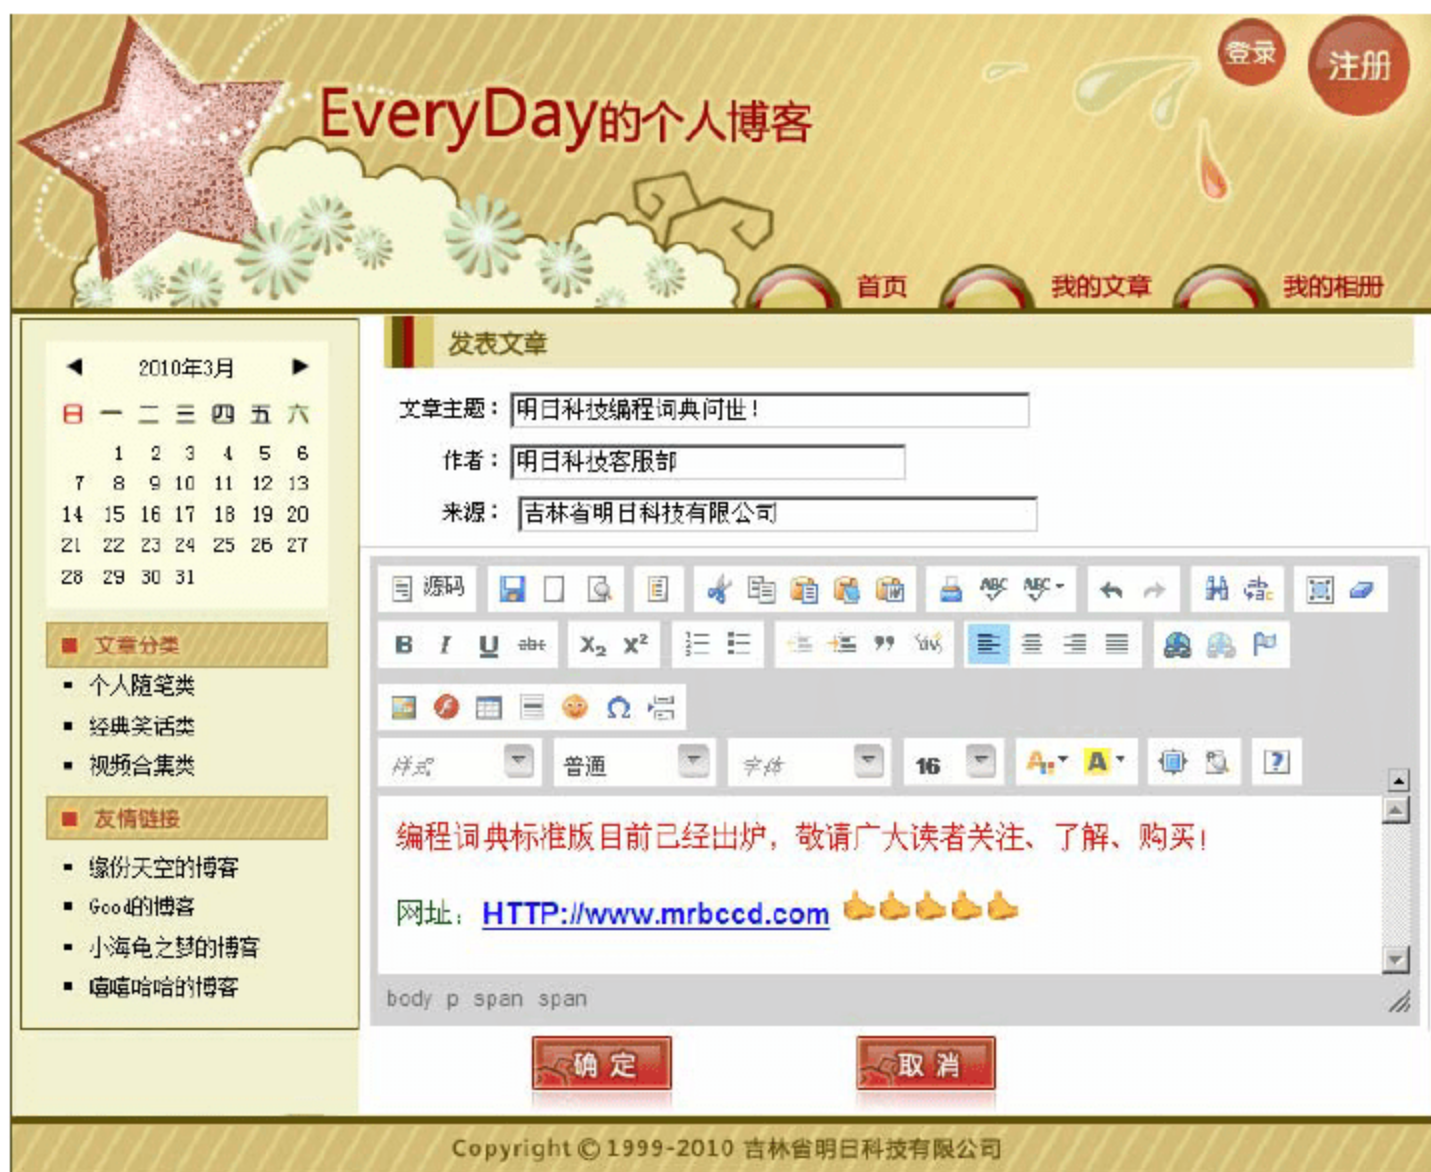 登录
注册
EveryDay的个人博客
首页 我的文章 我的相册
2010年3月
日 一 二 三 四 五 六
1 2 3 4 5 6
7 8 9 10 11 12 13
14 15 16 17 18 19 20
21 22 23 24 25 26 27
28 29 30 31
文章分类
个人随笔类
经典笑话类
视频合集类
友情链接
缘份天空的博客
Good的博客
小海龟之梦的博客
嘻嘻哈哈的博客
发表文章
文章主题： 明日科技编程词典问世！
作者： 明日科技客服部
来源： 吉林省明日科技有限公司
源码 ABC ABC
B I U abc X₂ X²
样式 普通 字体 16 A A ?
编程词典标准版目前已经出炉，敬请广大读者关注、了解、购买！
网址：HTTP://www.mrbccd.com
body p span span
确定 取消
Copyright © 1999-2010 吉林省明日科技有限公司